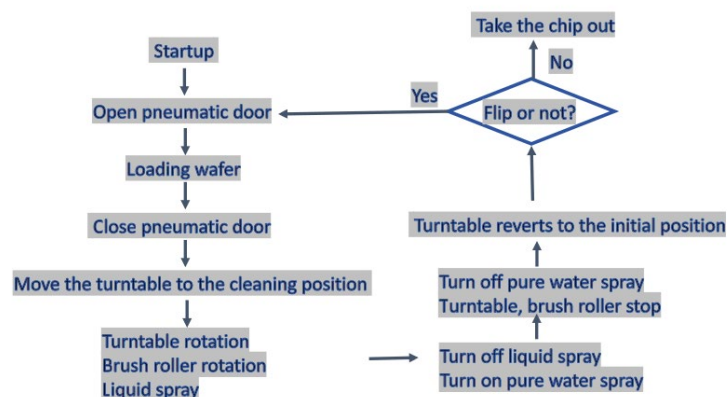 Startup
Open pneumatic door
Loading wafer
Close pneumatic door
Move the turntable to the cleaning position
Turntable rotation
Brush roller rotation
Liquid spray
Turn off liquid spray
Turn on pure water spray
Turn off pure water spray
Turntable, brush roller stop
Turntable reverts to the initial position
Flip or not?
Yes
No
Take the chip out